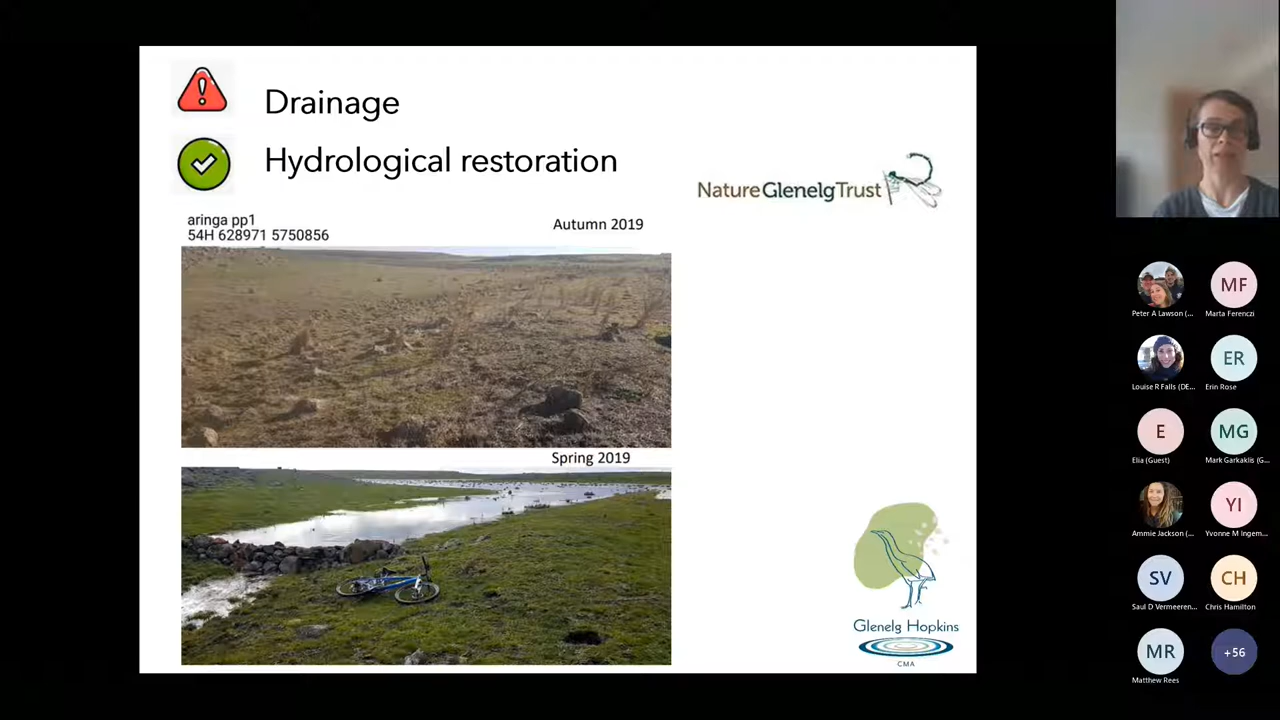 Drainage
Hydrological restoration
NatureGlenelgTrust
aringa pp1
54H 628971 5750856
Autumn 2019
Spring 2019
Glenelg Hopkins
CMA
Peter A Lawson (...
MF
Marta Ferenczi
Louise R Falls (DE...
ER
Erin Rose
E
Elia (Guest)
MG
Mark Garkaklis (G...
Ammie Jackson (...
YI
Yvonne M Ingem...
SV
Saul D Vermeeren...
CH
Chris Hamilton
MR
Matthew Rees
+56